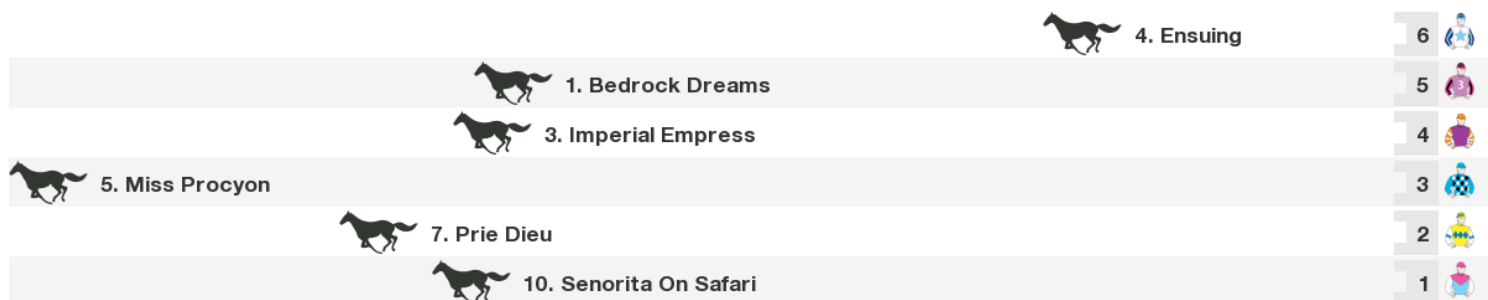 4. Ensuing 6
1. Bedrock Dreams 5
3
3. Imperial Empress 4
5. Miss Procyon 3
7. Prie Dieu 2
10. Senorita On Safari 1